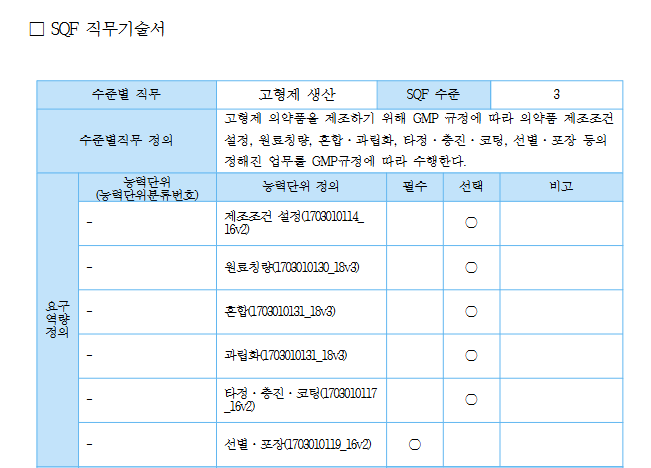 □ SQF 직무기술서
수준별 직무 고형제 생산 SQF 수준 3
수준별직무 정의
고형제 의약품을 제조하기 위해 GMP 규정에 따라 의약품 제조조건
설정, 원료칭량, 혼합·과립화, 타정·충진·코팅, 선별·포장 등의
정해진 업무를 GMP규정에 따라 수행한다.
요구
역량
정의
능력단위
(능력단위분류번호)
능력단위 정의 필수 선택 비고
-
제조조건 설정(1703010114_
16v2)
○
- 원료칭량(1703010130_18v3) ○
- 혼합(1703010131_18v3) ○
- 과립화(1703010131_18v3) ○
-
타정·충진·코팅(1703010117
_16v2)
○
- 선별·포장(1703010119_16v2) ○